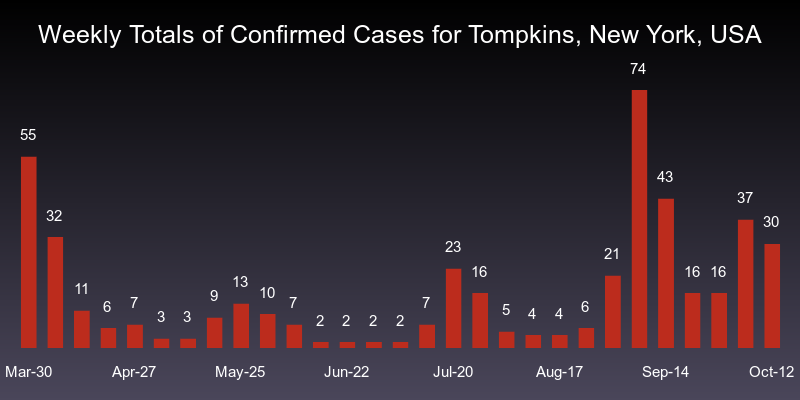 Weekly Totals of Confirmed Cases for Tompkins, New York, USA
55 32 11 6 7 3 3 9 13 10 7 2 2 2 2 7 23 16 5 4 4 6 21 74 43 16 16 37 30
Mar-30 Apr-27 May-25 Jun-22 Jul-20 Aug-17 Sep-14 Oct-12